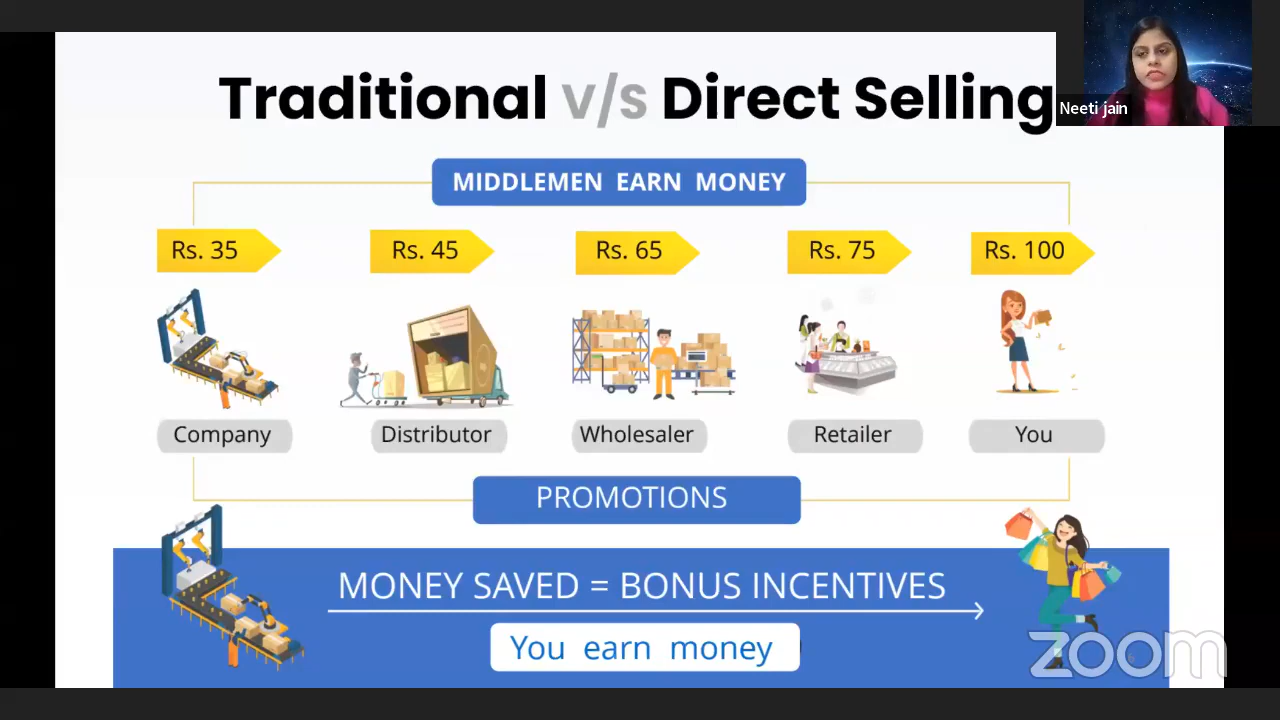 Traditional v/s Direct Selling
Neeti jain
MIDDLEMEN EARN MONEY
Rs. 35
Rs. 45
Rs. 65
Rs. 75
Rs. 100
Company
Distributor
Wholesaler
Retailer
You
PROMOTIONS
MONEY SAVED = BONUS INCENTIVES
You earn money
zoom